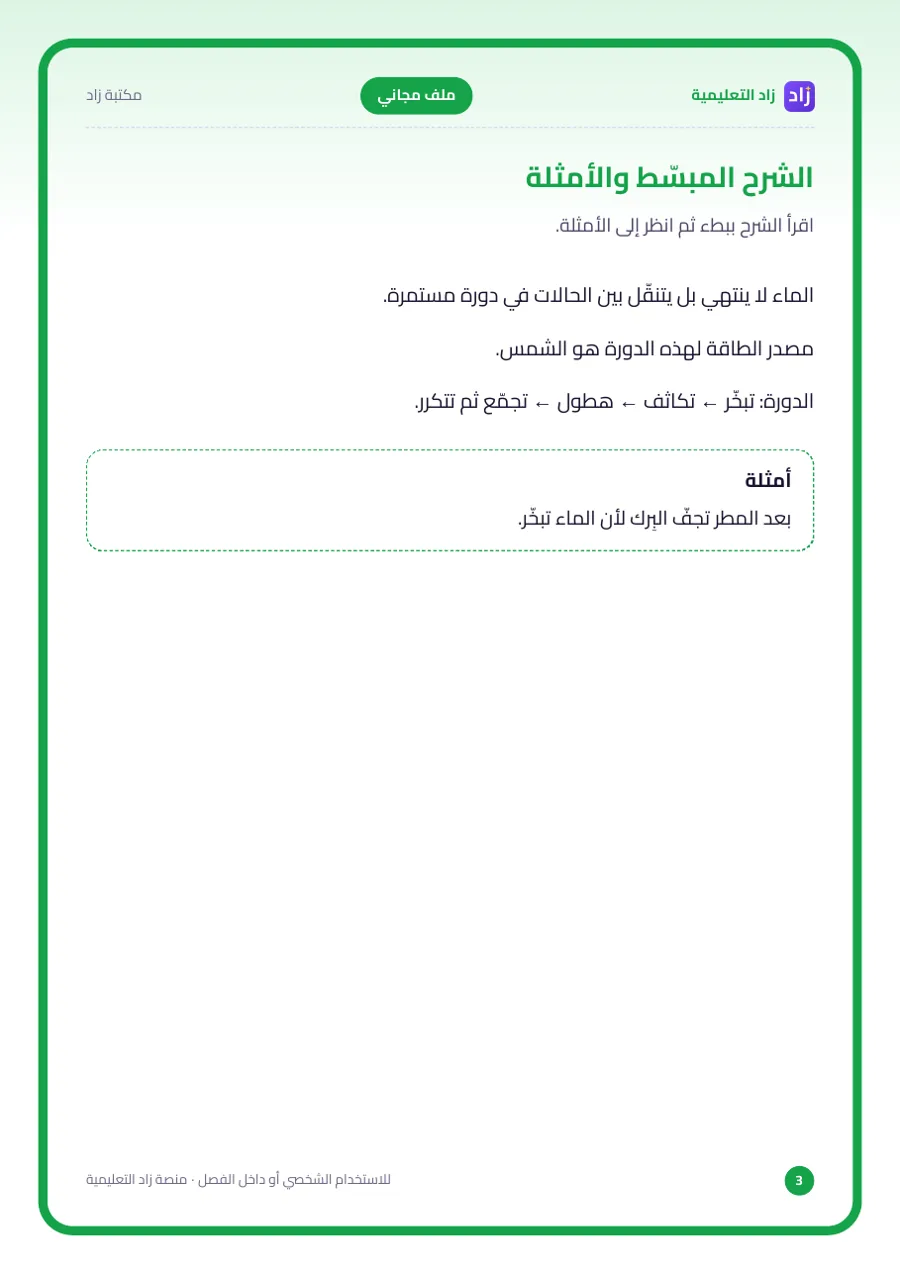 زاد
زاد التعليمية
ملف مجاني
مكتبة زاد
الشرح المبسّط والأمثلة
اقرأ الشرح ببطء ثم انظر إلى الأمثلة.
الماء لا ينتهي بل يتنقّل بين الحالات في دورة مستمرة.
مصدر الطاقة لهذه الدورة هو الشمس.
الدورة: تبخّر ← تكاثف ← هطول ← تجمّع ثم تتكرر.
أمثلة
بعد المطر تجفّ البِرك لأن الماء تبخّر.
3
للاستخدام الشخصي أو داخل الفصل · منصة زاد التعليمية